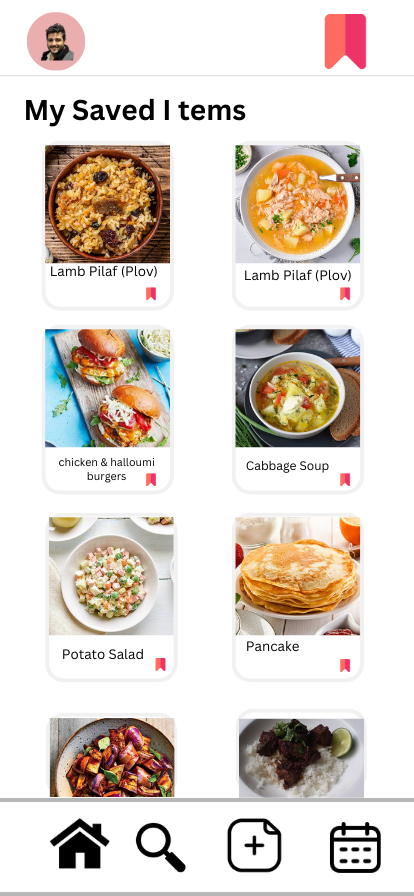 My Saved I tems
Lamb Pilaf (Plov)
Lamb Pilaf (Plov)
chicken & halloumi
burgers
Cabbage Soup
Potato Salad
Pancake